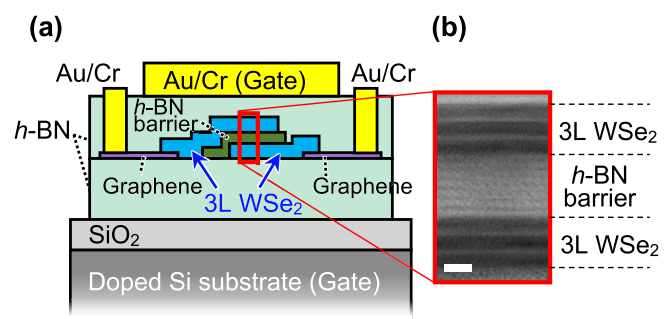 (a)
(b)
Au/Cr
Au/Cr (Gate)
Au/Cr
h-BN
barrier
h-BN
Graphene
Graphene
3L WSe₂
SiO₂
Doped Si substrate (Gate)
3L WSe₂
h-BN
barrier
3L WSe₂